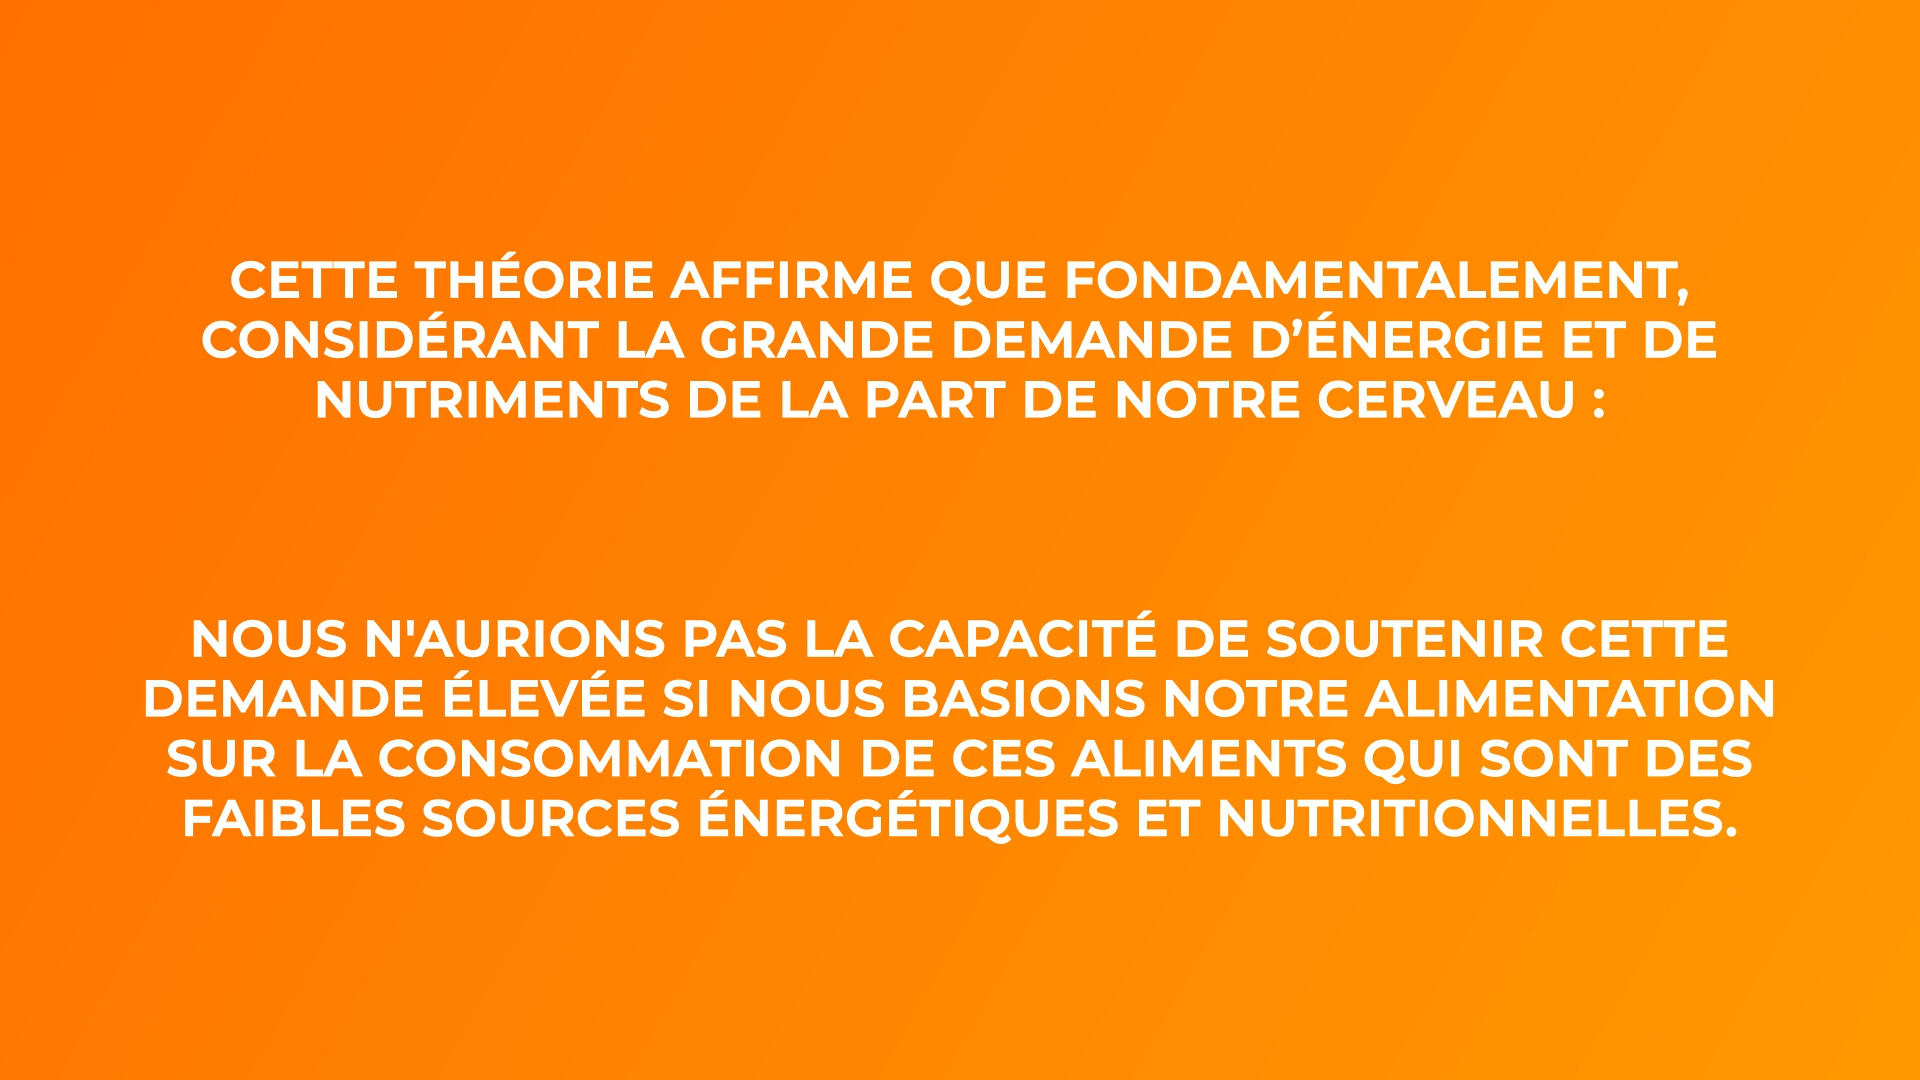 CETTE THÉORIE AFFIRME QUE FONDAMENTALEMENT,
CONSIDÉRANT LA GRANDE DEMANDE D’ÉNERGIE ET DE
NUTRIMENTS DE LA PART DE NOTRE CERVEAU :
NOUS N'AURIONS PAS LA CAPACITÉ DE SOUTENIR CETTE
DEMANDE ÉLEVÉE SI NOUS BASIONS NOTRE ALIMENTATION
SUR LA CONSOMMATION DE CES ALIMENTS QUI SONT DES
FAIBLES SOURCES ÉNERGÉTIQUES ET NUTRITIONNELLES.